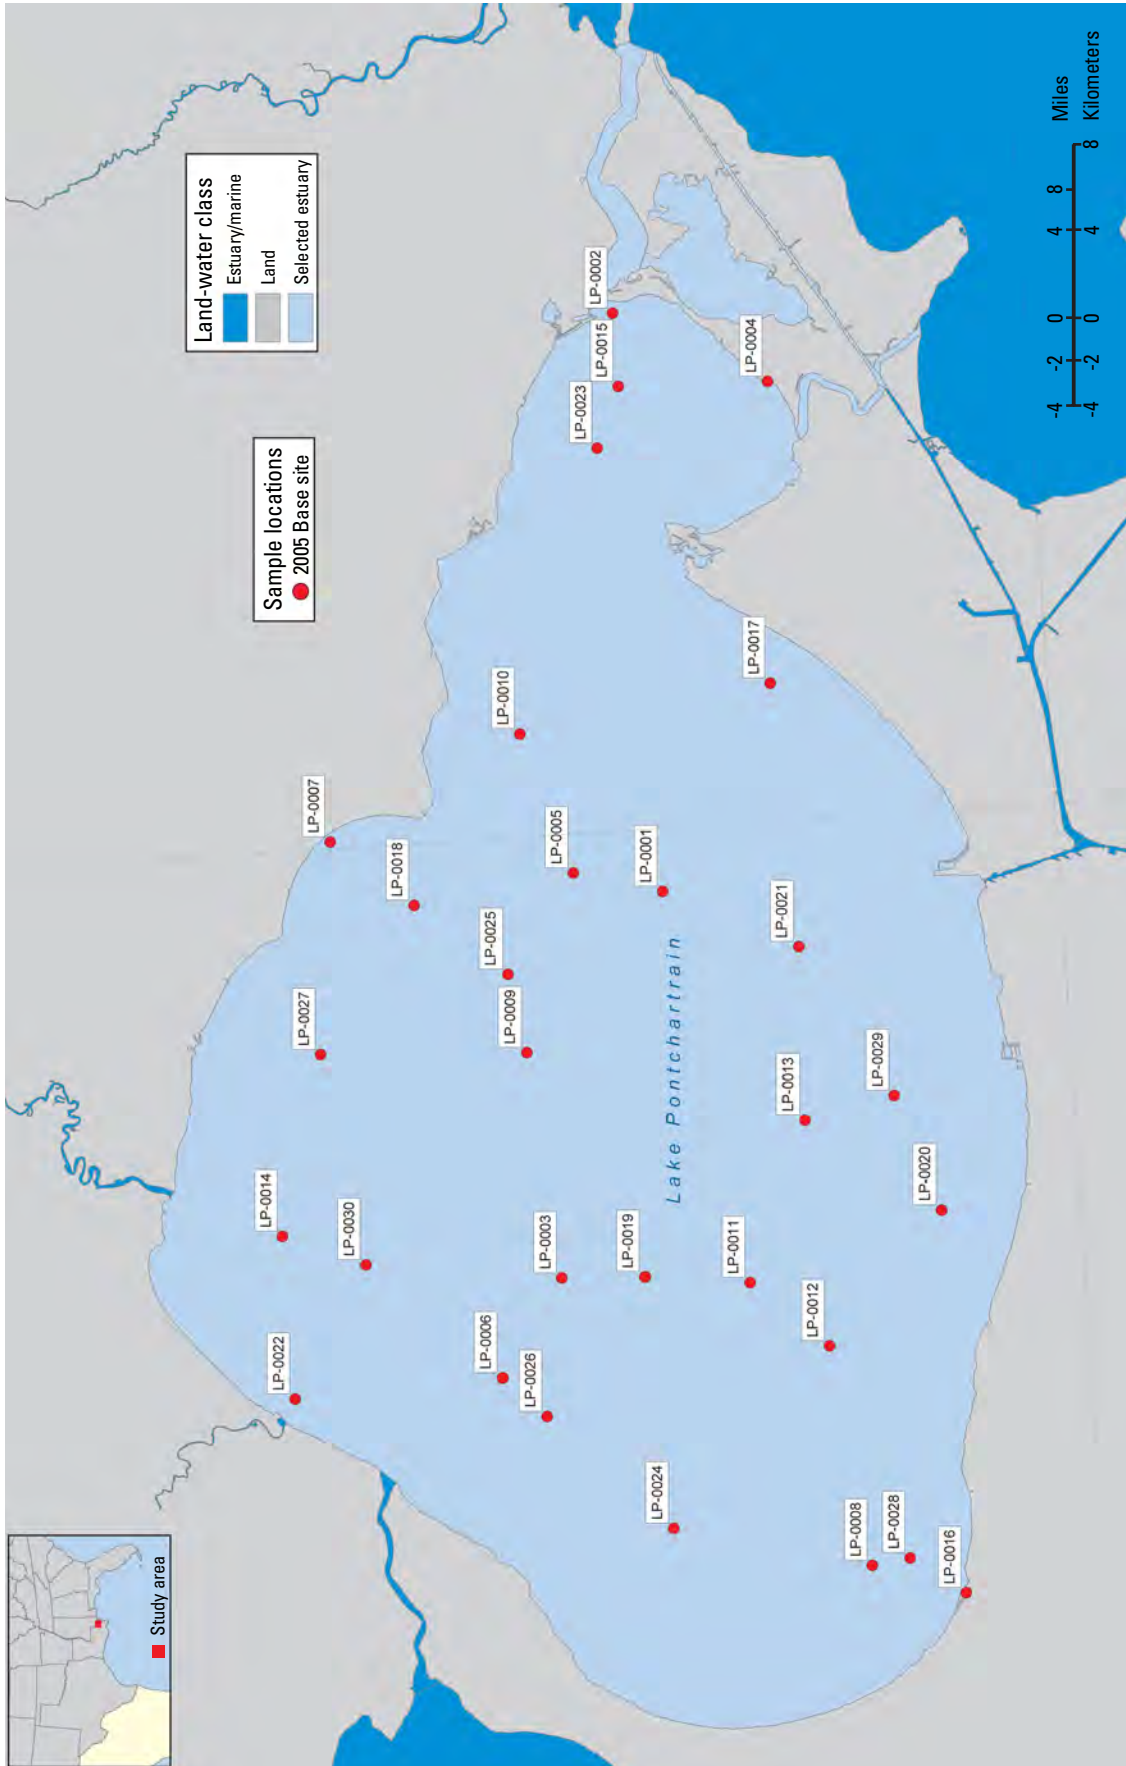 Land-water class
Estuary/marine
Land
Selected estuary
Sample locations
2005 Base site
Study area
LP-0022
LP-0014
LP-0030
LP-0027
LP-0007
LP-0018
LP-0006
LP-0026
LP-0003
LP-0009
LP-0025
LP-0005
LP-0010
LP-0023
LP-0015
LP-0002
LP-0024
LP-0019
LP-0001
Lake Pontchartrain
LP-0011
LP-0012
LP-0013
LP-0021
LP-0017
LP-0004
LP-0008
LP-0028
LP-0016
LP-0020
LP-0029
-4 -2 0 4 8 Miles
-4 -2 0 4 8 Kilometers